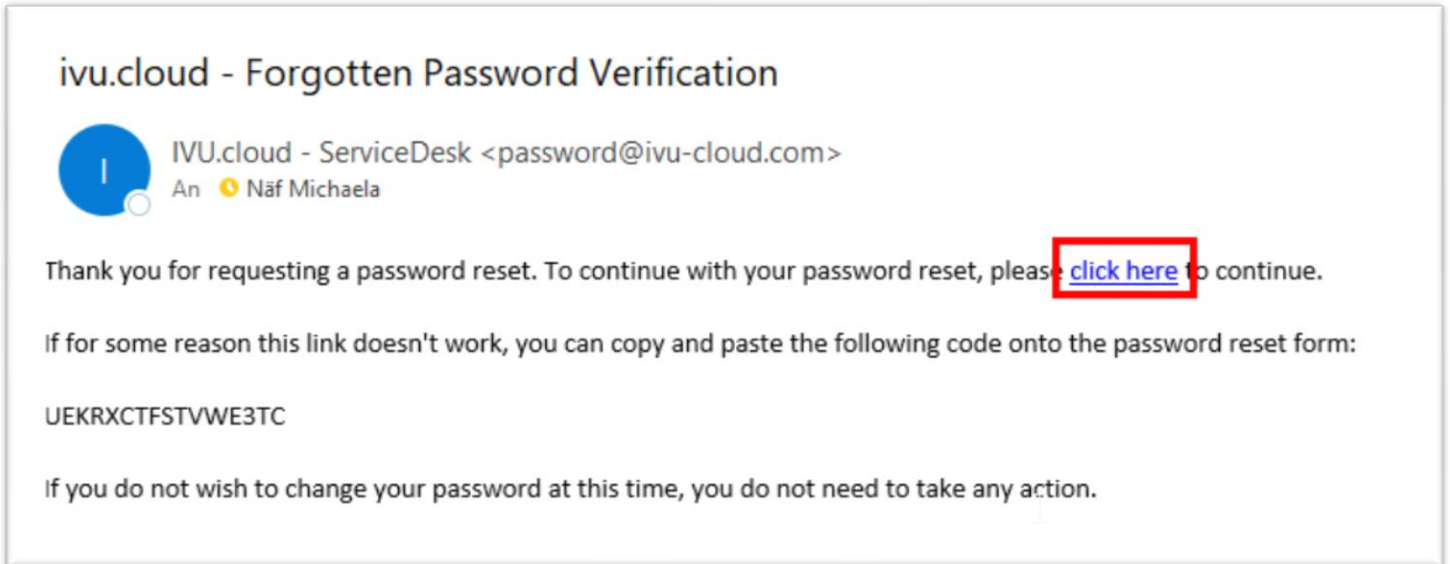 ivu.cloud - Forgotten Password Verification
I
IVU.cloud - ServiceDesk <password@ivu-cloud.com>
An Näf Michaela
Thank you for requesting a password reset. To continue with your password reset, please click here to continue.
If for some reason this link doesn't work, you can copy and paste the following code onto the password reset form:
UEKRXCTFSTVWE3TC
If you do not wish to change your password at this time, you do not need to take any action.